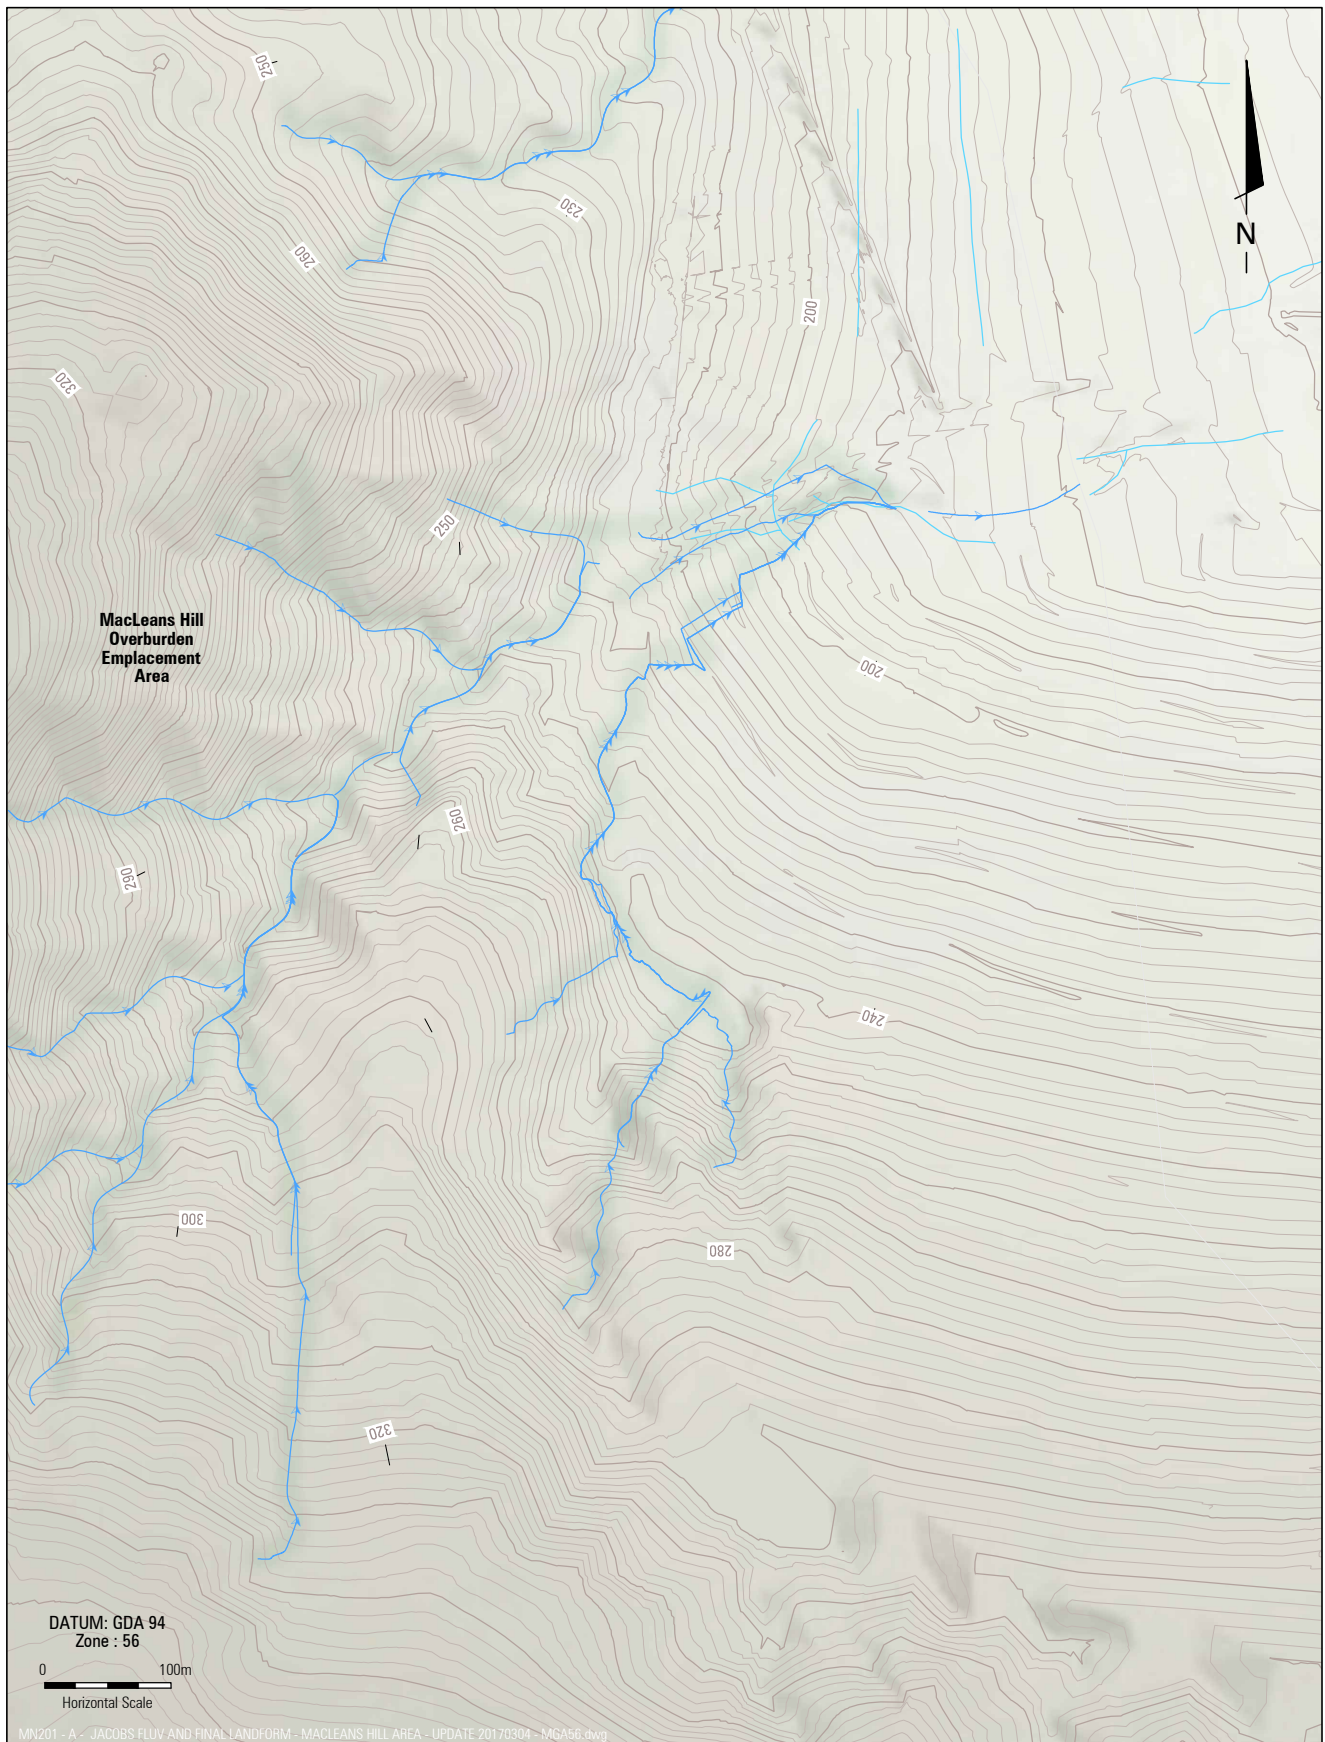 250
230
260
200
N
320
250
MacLeans Hill
Overburden
Emplacement
Area
200
260
290
240
300
280
320
DATUM: GDA 94
Zone : 56
0 100m
Horizontal Scale
MN201 - A - JACOBS FLUV AND FINAL LANDFORM - MACLEANS HILL AREA - UPDATE 20170304 - MGA56.dwg